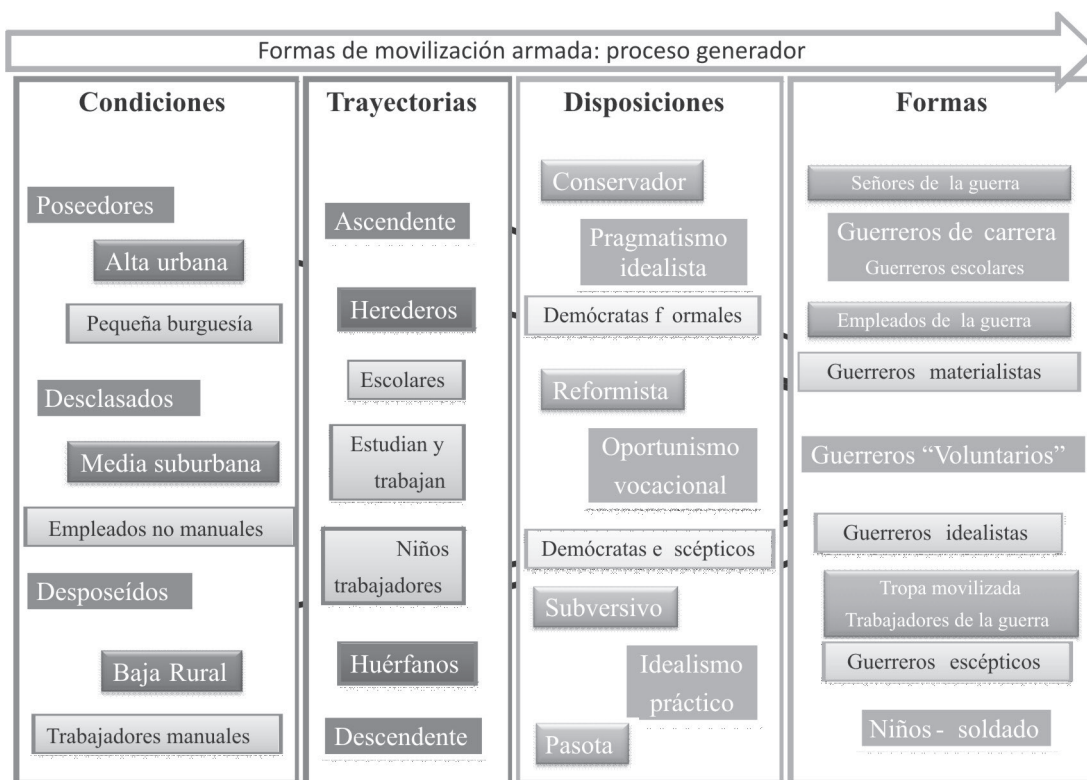 Formas de movilización armada: proceso generador
Condiciones
Poseedores
Alta urbana
Pequeña burguesía
Desclasados
Media suburbana
Empleados no manuales
Desposeídos
Baja Rural
Trabajadores manuales
Trayectorias
Ascendente
Herederos
Escolares
Estudian y
trabajan
Niños
trabajadores
Huérfanos
Descendente
Disposiciones
Conservador
Pragmatismo
idealista
Demócratas f ormales
Reformista
Oportunismo
vocacional
Demócratas e scépticos
Subversivo
Idealismo
práctico
Pasota
Formas
Señores de la guerra
Guerreros de carrera
Guerreros escolares
Empleados de la guerra
Guerreros materialistas
Guerreros “Voluntarios”
Guerreros idealistas
Tropa movilizada
Trabajadores de la guerra
Guerreros escépticos
Niños - soldado